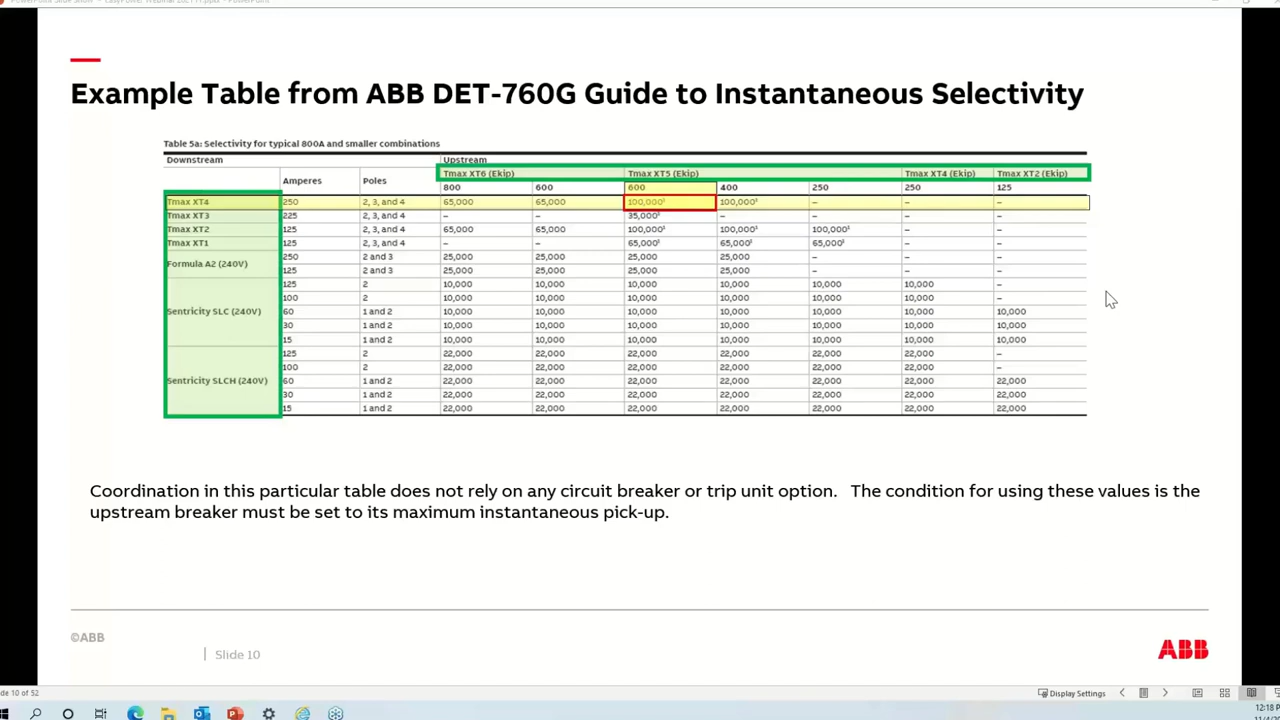 Example Table from ABB DET-760G Guide to Instantaneous Selectivity
Table 5a: Selectivity for typical 800A and smaller combinations
Downstream Upstream
Amperes Poles Tmax XT6 (Ekip) Tmax XT5 (Ekip) Tmax XT4 (Ekip) Tmax XT2 (Ekip)
800 600 600 400 250 250 125
Tmax XT4 250 2, 3, and 4 65,000 65,000 100,000¹ 100,000¹ – – –
Tmax XT3 225 2, 3, and 4 – – 35,000¹ – –
Tmax XT2 125 2, 3, and 4 65,000 65,000 100,000¹ 100,000¹ 100,000¹ – –
Tmax XT1 125 2, 3, and 4 – – 65,000¹ 65,000¹ 65,000¹ – –
Formula A2 (240V) 250 2 and 3 25,000 25,000 25,000 25,000 – – –
125 2 and 3 25,000 25,000 25,000 25,000 – – –
125 2 10,000 10,000 10,000 10,000 10,000 10,000 –
100 2 10,000 10,000 10,000 10,000 10,000 10,000 –
Sentricity SLC (240V) 60 1 and 2 10,000 10,000 10,000 10,000 10,000 10,000 10,000
30 1 and 2 10,000 10,000 10,000 10,000 10,000 10,000 10,000
15 1 and 2 10,000 10,000 10,000 10,000 10,000 10,000 10,000
125 2 22,000 22,000 22,000 22,000 22,000 22,000 –
100 2 22,000 22,000 22,000 22,000 22,000 22,000 –
Sentricity SLCH (240V) 60 1 and 2 22,000 22,000 22,000 22,000 22,000 22,000 22,000
30 1 and 2 22,000 22,000 22,000 22,000 22,000 22,000 22,000
15 1 and 2 22,000 22,000 22,000 22,000 22,000 22,000 22,000
Coordination in this particular table does not rely on any circuit breaker or trip unit option. The condition for using these values is the
upstream breaker must be set to its maximum instantaneous pick-up.
©ABB
Slide 10
ABB
10 of 52
Display Settings
12:18